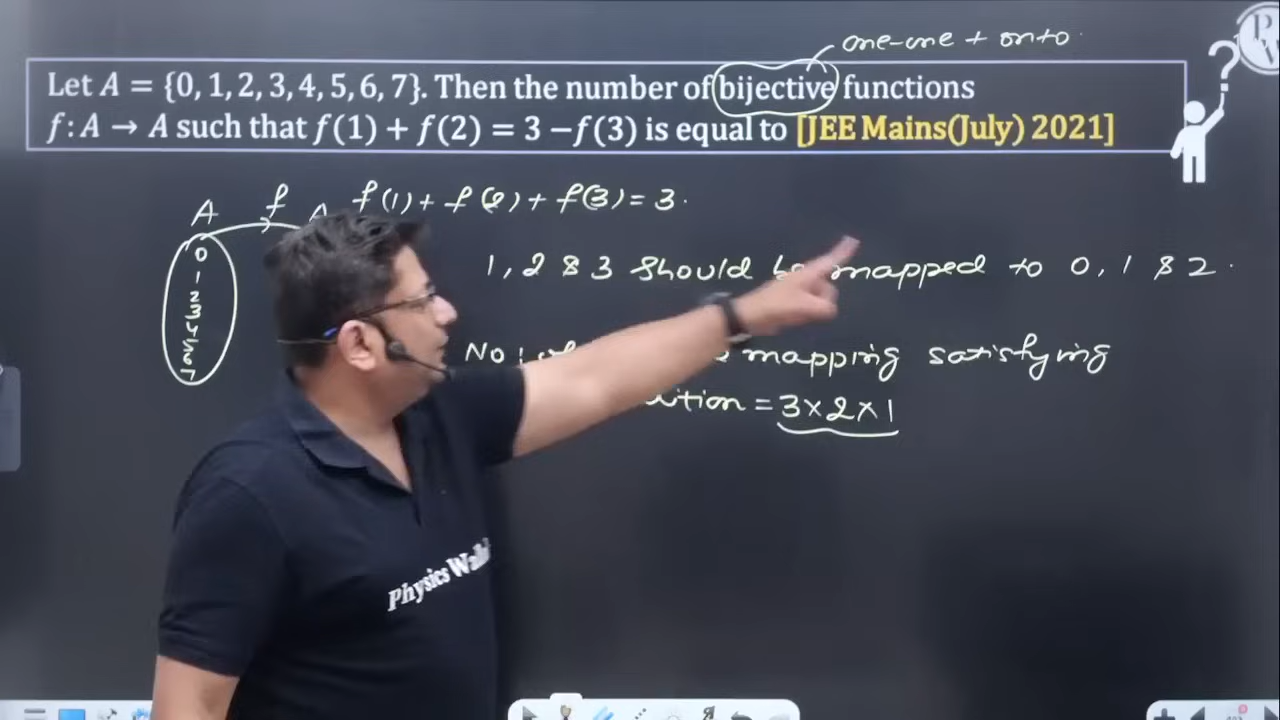 one-one + onto
Let A = {0, 1, 2, 3, 4, 5, 6, 7}. Then the number of bijective functions
f: A → A such that f(1) + f(2) = 3 −f(3) is equal to [JEE Mains(July) 2021]
?
A f A f(1) + f(2) + f(3) = 3.
0
1
2
3
4
5
6
7
1, 2 & 3 should be mapped to 0, 1 & 2.
No: mapping satisfying
= 3×2×1
Physics